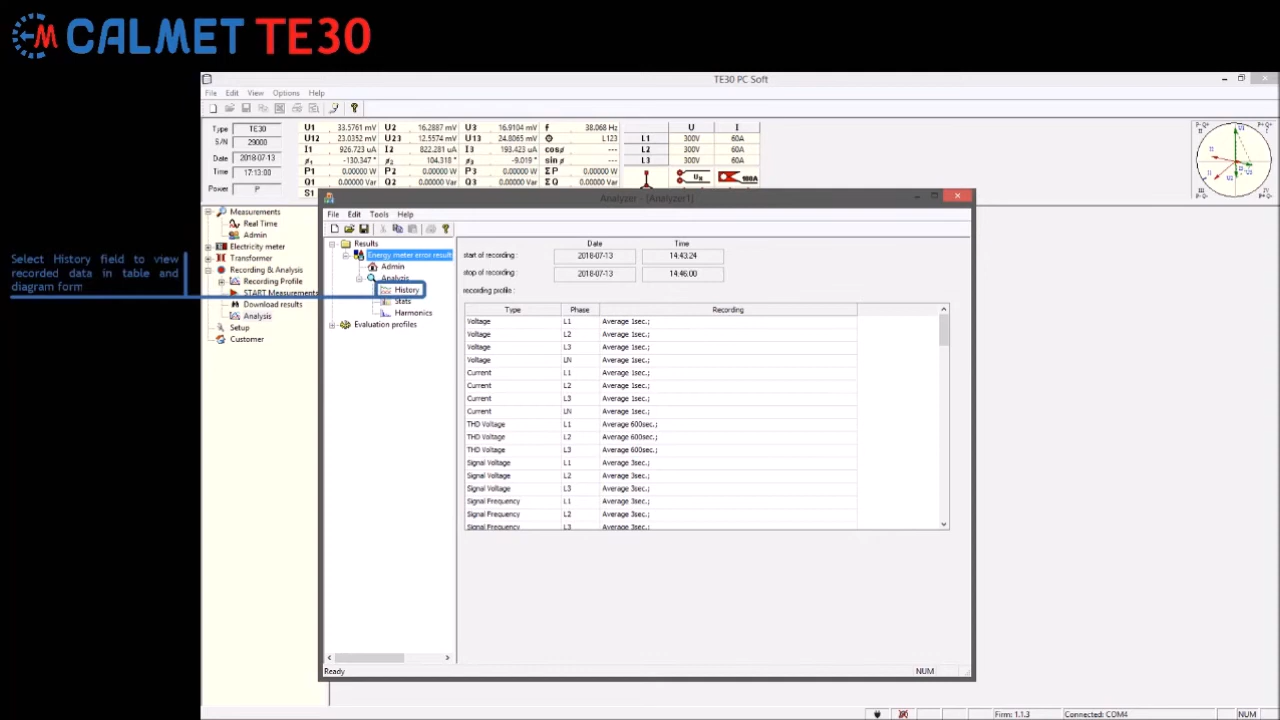 CALMET TE30
TE30 PC Soft
File Edit View Options Help
Type TE30
S/N 29000
Date 2018-07-13
Time 17:13:00
Power P
U1 33.5761 mV U2 16.2887 mV U3 16.9104 mV f 38.068 Hz
U12 23.0352 mV U23 12.5574 mV U13 24.8065 mV L123
I1 926.723 uA I2 822.281 uA I3 193.423 uA cosø ---
-130.347 ° 104.318 ° -9.019 ° sin ø ---
P1 0.00000 W P2 0.00000 W P3 0.00000 W ΣP 0.00000 W
Q1 0.00000 Var Q2 0.00000 Var Q3 0.00000 Var ΣQ 0.00000 Var
S1
U I
L1 300V 60A
L2 300V 60A
L3 300V 60A
100A
Measurements
Real Time
Admin
Electricity meter
Transformer
Recording & Analysis
Recording Profile
START Measurements
Download results
Analysis
Setup
Customer
Select History field to view
recorded data in table and
diagram form
Analyzer - [Analyzer1]
File Edit Tools Help
Results
Energy meter error result
Admin
Analyzis
History
Stats
Harmonics
Evaluation profiles
Date Time
start of recording : 2018-07-13 14:43:24
stop of recording : 2018-07-13 14:46:00
recording profile :
Type Phase Recording
Voltage L1 Average 1sec.;
Voltage L2 Average 1sec.;
Voltage L3 Average 1sec.;
Voltage LN Average 1sec.;
Current L1 Average 1sec.;
Current L2 Average 1sec.;
Current L3 Average 1sec.;
Current LN Average 1sec.;
THD Voltage L1 Average 600sec.;
THD Voltage L2 Average 600sec.;
THD Voltage L3 Average 600sec.;
Signal Voltage L1 Average 3sec.;
Signal Voltage L2 Average 3sec.;
Signal Voltage L3 Average 3sec.;
Signal Frequency L1 Average 3sec.;
Signal Frequency L2 Average 3sec.;
Signal Frequency L3 Average 3sec.;
Ready NUM
Firm: 1.1.3 Connected: COM4 NUM